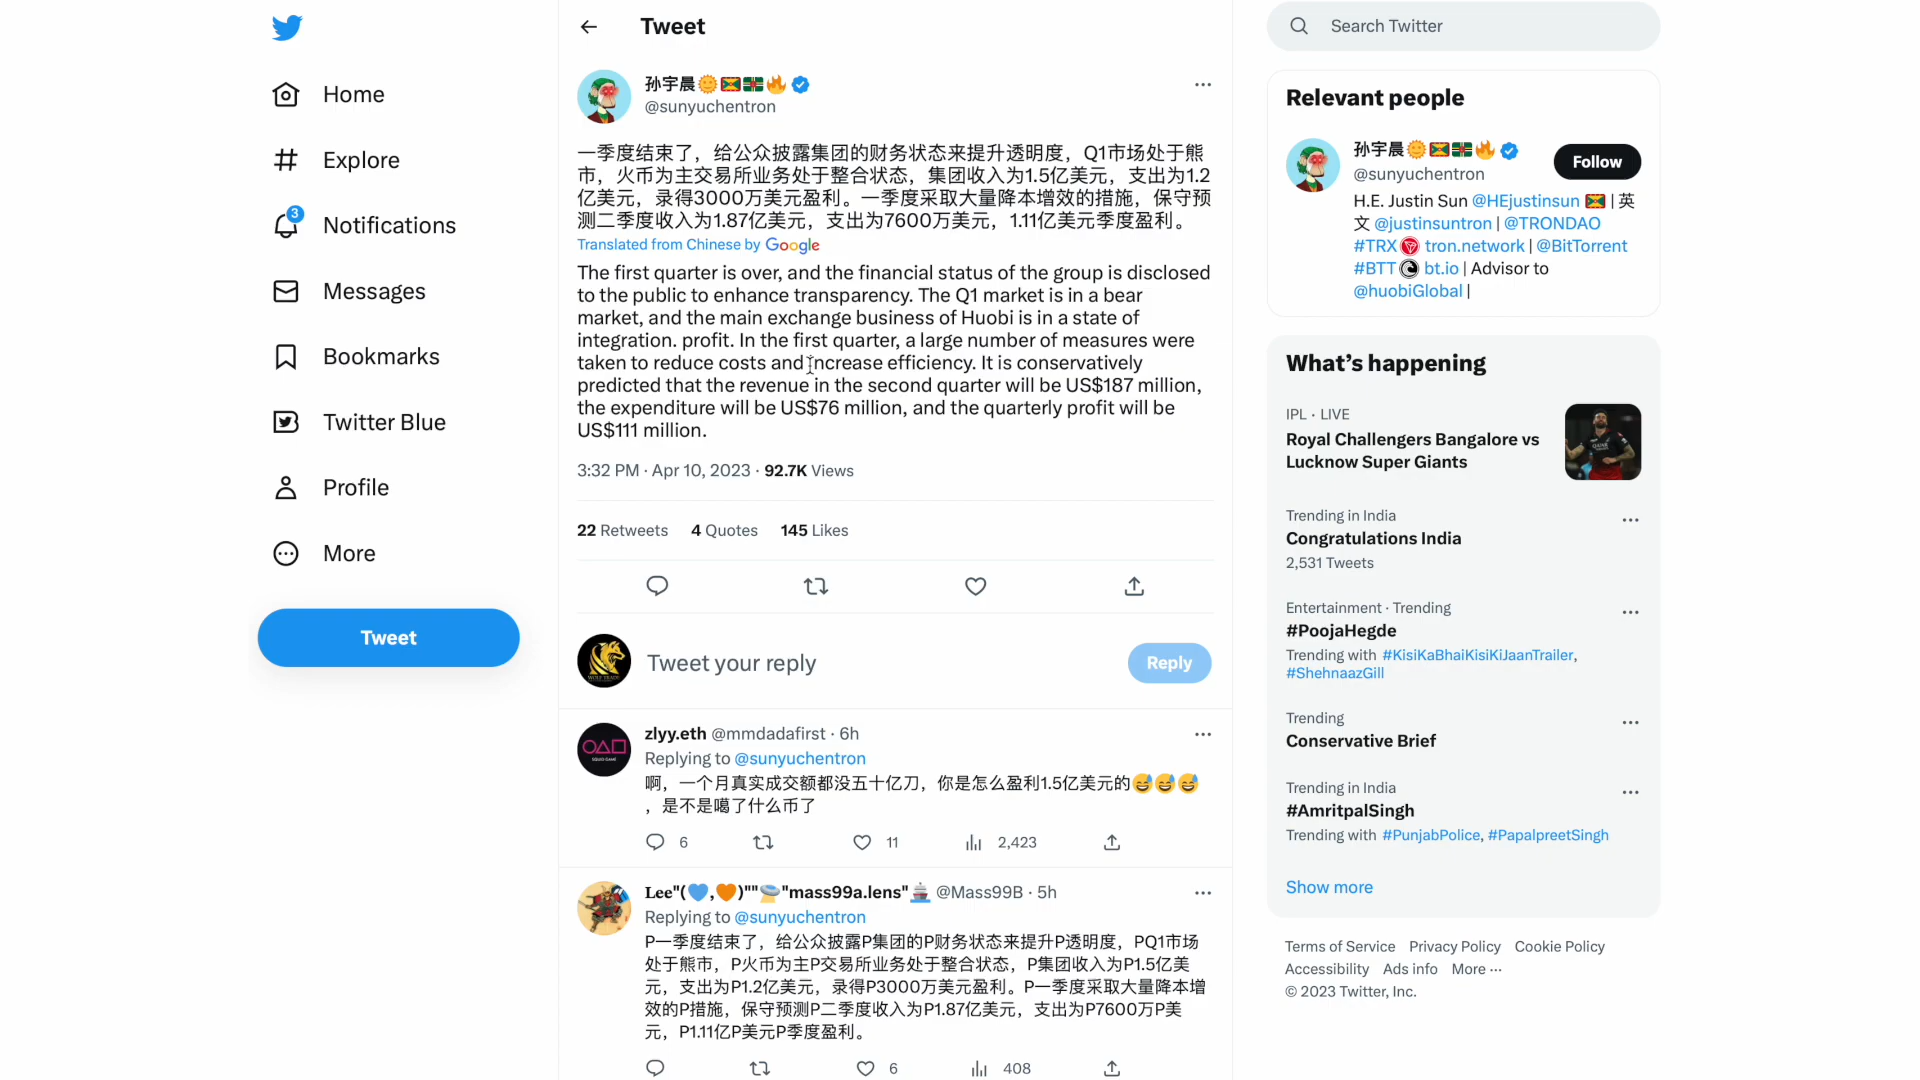 Home
Explore
3
Notifications
Messages
Bookmarks
Twitter Blue
Profile
More
Tweet
Tweet
孙宇晨
@sunyuchentron
一季度结束了，给公众披露集团的财务状态来提升透明度，Q1市场处于熊
市，火币为主交易所业务处于整合状态，集团收入为1.5亿美元，支出为1.2
亿美元，录得3000万美元盈利。一季度采取大量降本增效的措施，保守预
测二季度收入为1.87亿美元，支出为7600万美元，1.11亿美元季度盈利。
Translated from Chinese by Google
The first quarter is over, and the financial status of the group is disclosed
to the public to enhance transparency. The Q1 market is in a bear
market, and the main exchange business of Huobi is in a state of
integration. profit. In the first quarter, a large number of measures were
taken to reduce costs and increase efficiency. It is conservatively
predicted that the revenue in the second quarter will be US$187 million,
the expenditure will be US$76 million, and the quarterly profit will be
US$111 million.
3:32 PM · Apr 10, 2023 · 92.7K Views
22 Retweets 4 Quotes 145 Likes
WOLF TRADE
Tweet your reply
Reply
SQUID GAME
zlyy.eth @mmdadafirst · 6h
Replying to @sunyuchentron
啊，一个月真实成交额都没五十亿刀，你是怎么盈利1.5亿美元的😅😅😅
，是不是噶了什么币了
6 11 2,423
Lee"(💙,🧡)"""mass99a.lens"🚢 @Mass99B · 5h
Replying to @sunyuchentron
P一季度结束了，给公众披露P集团的P财务状态来提升P透明度，PQ1市场
处于熊市，P火币为主P交易所业务处于整合状态，P集团收入为P1.5亿美
元，支出为P1.2亿美元，录得P3000万美元盈利。P一季度采取大量降本增
效的P措施，保守预测P二季度收入为P1.87亿美元，支出为P7600万P美
元，P1.11亿P美元P季度盈利。
6 408
Search Twitter
Relevant people
孙宇晨
@sunyuchentron
Follow
H.E. Justin Sun @HEjustinsun 🇬🇩 | 英
文 @justinsuntron | @TRONDAO
#TRX tron.network | @BitTorrent
#BTT bt.io | Advisor to
@huobiGlobal |
What's happening
IPL · LIVE
Royal Challengers Bangalore vs
Lucknow Super Giants
Trending in India
Congratulations India
2,531 Tweets
Entertainment · Trending
#PoojaHegde
Trending with #KisiKaBhaiKisiKiJaanTrailer,
#ShehnaazGill
Trending
Conservative Brief
Trending in India
#AmritpalSingh
Trending with #PunjabPolice, #PapalpreetSingh
Show more
Terms of Service Privacy Policy Cookie Policy
Accessibility Ads info More ···
© 2023 Twitter, Inc.